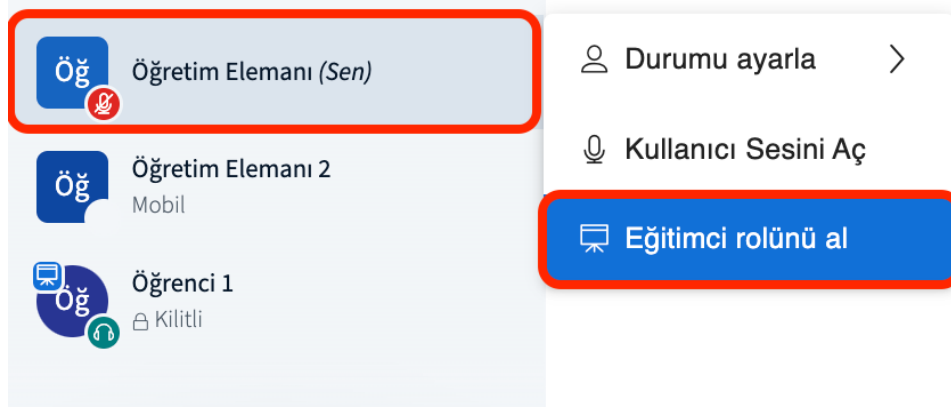 Öğ
Öğretim Elemanı (Sen)
Öğ
Öğretim Elemanı 2
Mobil
Öğ
Öğrenci 1
Kilitli
Durumu ayarla
Kullanıcı Sesini Aç
Eğitimci rolünü al